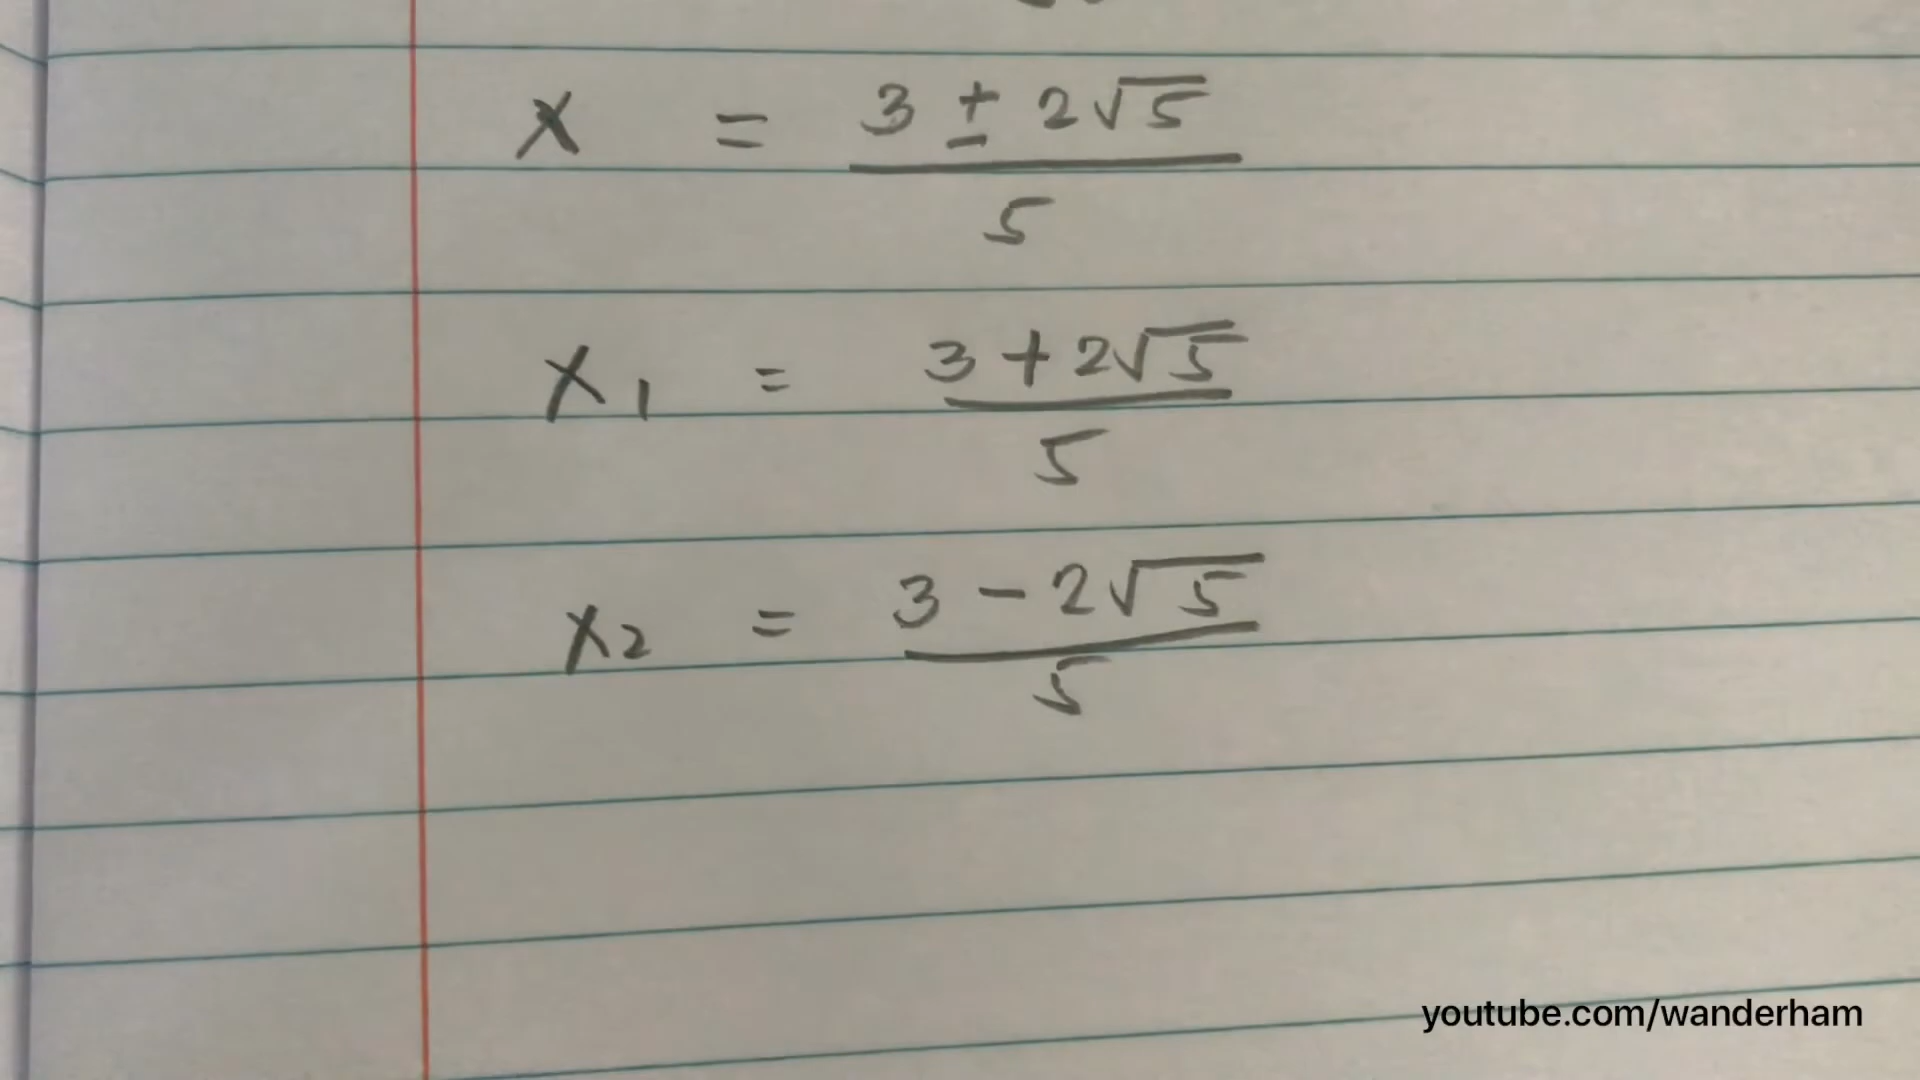 x = (3 ± 2√5) / 5
x₁ = (3 + 2√5) / 5
x₂ = (3 - 2√5) / 5
youtube.com/wanderham